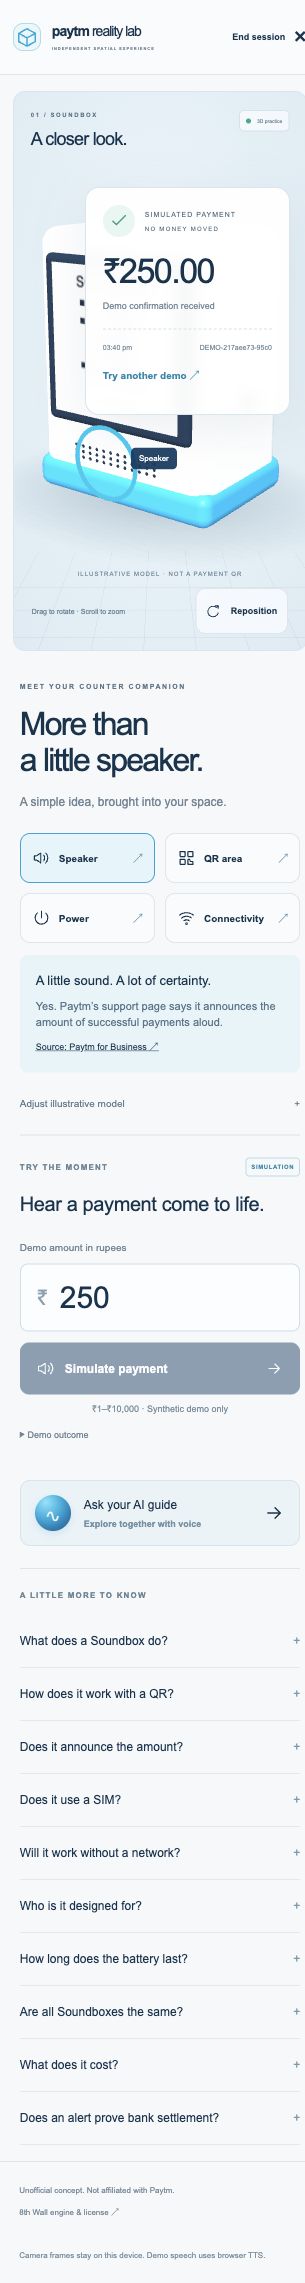 paytm reality lab
INDEPENDENT SPATIAL EXPERIENCE
End session ✕
01 / SOUNDBOX
A closer look.
3D practice
SIMULATED PAYMENT
NO MONEY MOVED
₹250.00
Demo confirmation received
03:40 pm
DEMO-217aee73-95c0
Try another demo ↗
S
Speaker
ILLUSTRATIVE MODEL · NOT A PAYMENT QR
Drag to rotate · Scroll to zoom
Reposition
MEET YOUR COUNTER COMPANION
More than
a little speaker.
A simple idea, brought into your space.
Speaker ↗
QR area ↗
Power ↗
Connectivity ↗
A little sound. A lot of certainty.
Yes. Paytm's support page says it announces the
amount of successful payments aloud.
Source: Paytm for Business ↗
Adjust illustrative model +
TRY THE MOMENT
SIMULATION
Hear a payment come to life.
Demo amount in rupees
₹ 250
Simulate payment →
₹1–₹10,000 · Synthetic demo only
Demo outcome
Ask your AI guide
Explore together with voice
A LITTLE MORE TO KNOW
What does a Soundbox do? +
How does it work with a QR? +
Does it announce the amount? +
Does it use a SIM? +
Will it work without a network? +
Who is it designed for? +
How long does the battery last? +
Are all Soundboxes the same? +
What does it cost? +
Does an alert prove bank settlement? +
Unofficial concept. Not affiliated with Paytm.
8th Wall engine & license ↗
Camera frames stay on this device. Demo speech uses browser TTS.